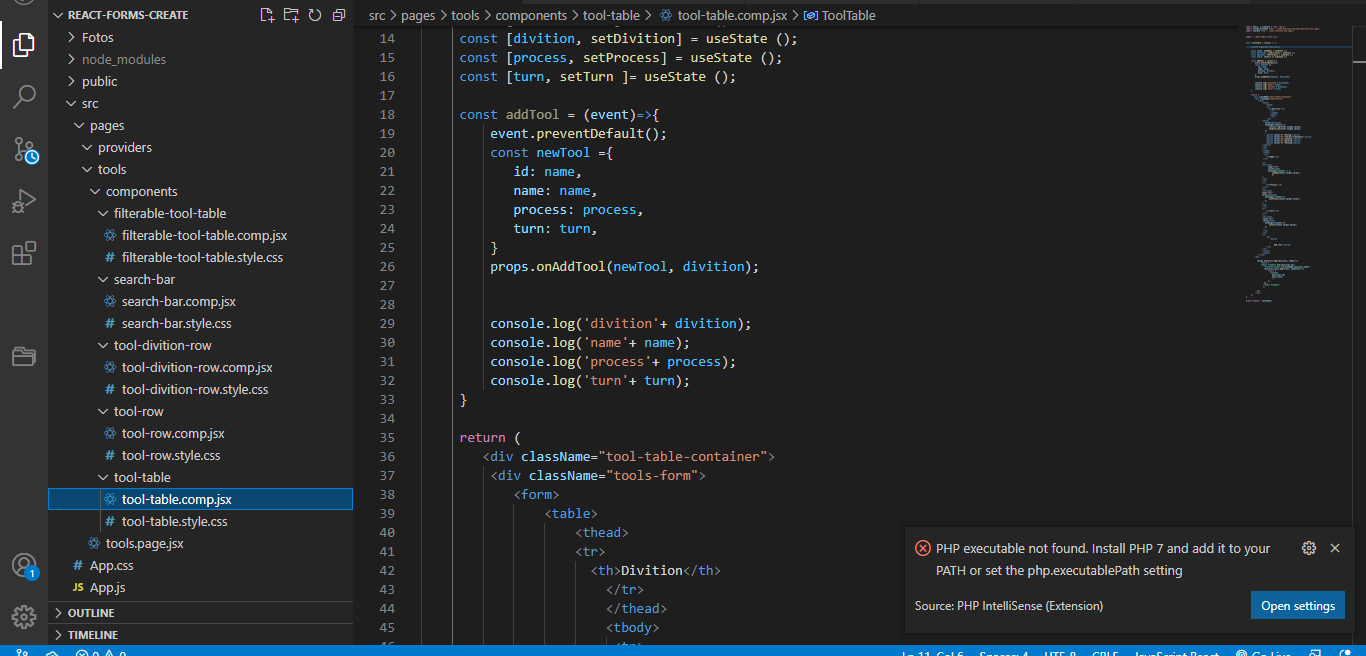 REACT-FORMS-CREATE
Fotos
node_modules
public
src
pages
providers
tools
components
filterable-tool-table
filterable-tool-table.comp.jsx
# filterable-tool-table.style.css
search-bar
search-bar.comp.jsx
# search-bar.style.css
tool-divition-row
tool-divition-row.comp.jsx
# tool-divition-row.style.css
tool-row
tool-row.comp.jsx
# tool-row.style.css
tool-table
tool-table.comp.jsx
# tool-table.style.css
tools.page.jsx
# App.css
JS App.js
OUTLINE
TIMELINE
1
src > pages > tools > components > tool-table > tool-table.comp.jsx > ToolTable
14 const [divition, setDivition] = useState ();
15 const [process, setProcess] = useState ();
16 const [turn, setTurn ]= useState ();
17
18 const addTool = (event)=>{
19 event.preventDefault();
20 const newTool ={
21 id: name,
22 name: name,
23 process: process,
24 turn: turn,
25 }
26 props.onAddTool(newTool, divition);
27
28
29 console.log('divition'+ divition);
30 console.log('name'+ name);
31 console.log('process'+ process);
32 console.log('turn'+ turn);
33 }
34
35 return (
36 <div className="tool-table-container">
37 <div className="tools-form">
38 <form>
39 <table>
40 <thead>
41 <tr>
42 <th>Divition</th>
43 </tr>
44 </thead>
45 <tbody>
46 <tr>
PHP executable not found. Install PHP 7 and add it to your
PATH or set the php.executablePath setting
Source: PHP IntelliSense (Extension)
Open settings
0 0 Ln 11, Col 6 Spaces: 4 UTF-8 CRLF JavaScript React Go Live